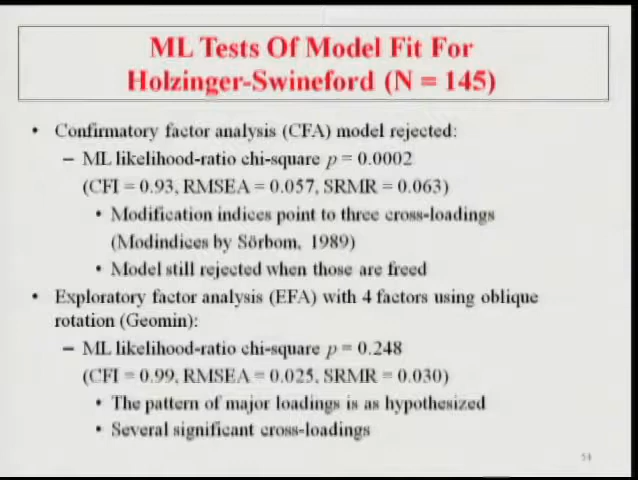 ML Tests Of Model Fit For
Holzinger-Swineford (N = 145)
• Confirmatory factor analysis (CFA) model rejected:
– ML likelihood-ratio chi-square p = 0.0002
(CFI = 0.93, RMSEA = 0.057, SRMR = 0.063)
• Modification indices point to three cross-loadings
(Modindices by Sörbom, 1989)
• Model still rejected when those are freed
• Exploratory factor analysis (EFA) with 4 factors using oblique
rotation (Geomin):
– ML likelihood-ratio chi-square p = 0.248
(CFI = 0.99, RMSEA = 0.025, SRMR = 0.030)
• The pattern of major loadings is as hypothesized
• Several significant cross-loadings